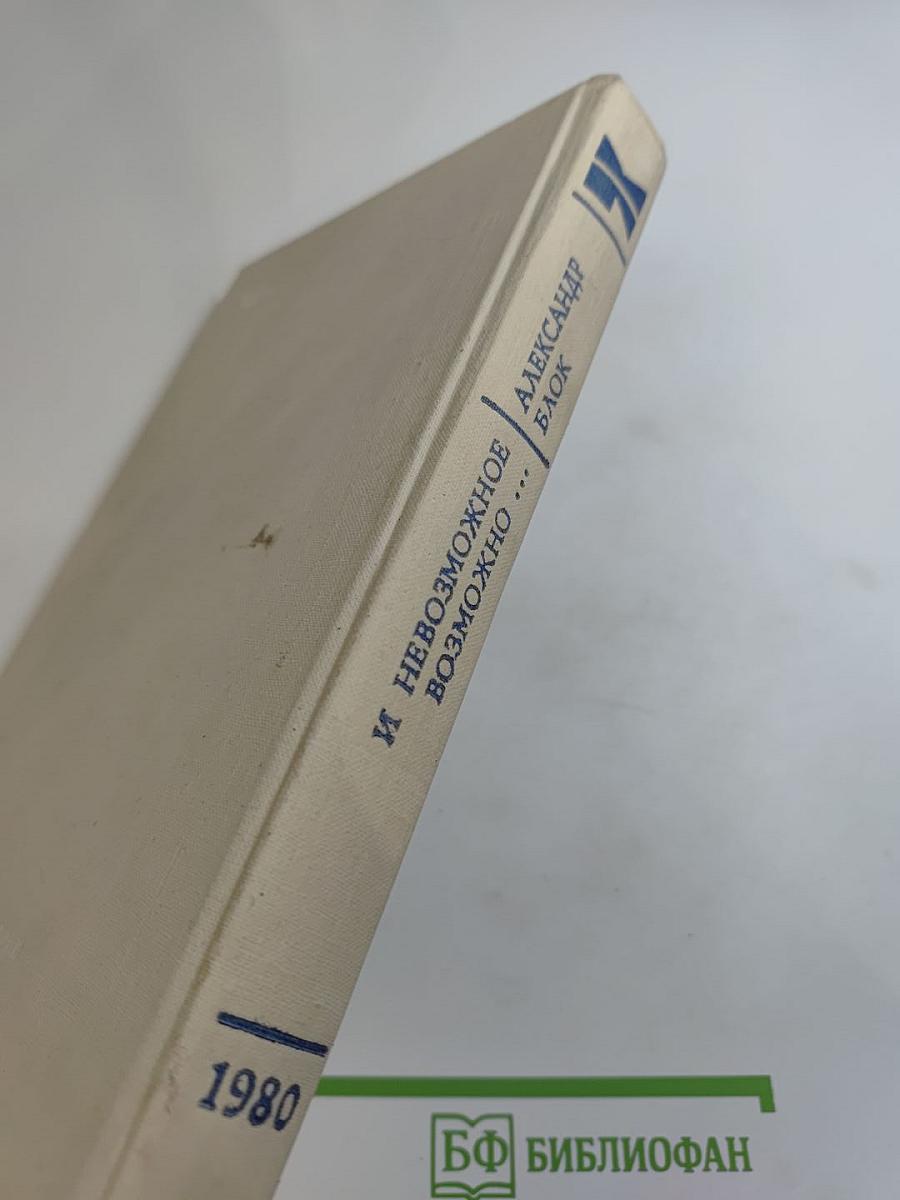 АЛЕКСАНДР
БЛОК
И НЕВОЗМОЖНОЕ
ВОЗМОЖНО...
1980
БФ БИБЛИОФАН